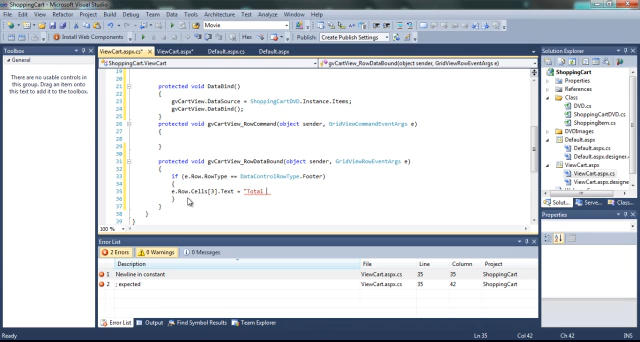 ShoppingCart - Microsoft Visual Studio
File Edit View Refactor Project Build Debug Team Data Tools Architecture Test Analyze Window Help
Movie
Install Web Components
Hex
Publish: Create Publish Settings
Toolbox
General
There are no usable controls in this group. Drag an item onto this text to add it to the toolbox.
ViewCart.aspx.cs* ViewCart.aspx* Default.aspx.cs Default.aspx
ShoppingCart.ViewCart
gvCartView_RowDataBound(object sender, GridViewRowEventArgs e)
19
20 protected void DataBind()
21 {
22 gvCartView.DataSource = ShoppingCartDVD.Instance.Items;
23 gvCartView.DataBind();
24 }
25
26 protected void gvCartView_RowCommand(object sender, GridViewCommandEventArgs e)
27 {
28
29 }
30
31 protected void gvCartView_RowDataBound(object sender, GridViewRowEventArgs e)
32 {
33 if (e.Row.RowType == DataControlRowType.Footer)
34 {
35 e.Row.Cells[3].Text = "Total
36 }
37 }
38 }
39 }
100 %
Solution Explorer
ShoppingCart
Properties
References
Class
DVD.cs
ShoppingCartDVD.cs
ShoppingItem.cs
DVDImages
Default.aspx
Default.aspx.cs
Default.aspx.designer
ViewCart.aspx
ViewCart.aspx.cs
ViewCart.aspx.designe
Solut... Serve... Class...
Properties
Error List
2 Errors 0 Warnings 0 Messages
Description File Line Column Project
1 Newline in constant ViewCart.aspx.cs 35 35 ShoppingCart
2 ; expected ViewCart.aspx.cs 35 42 ShoppingCart
Error List Output Find Symbol Results Team Explorer
Ready Ln 35 Col 42 Ch 42 INS